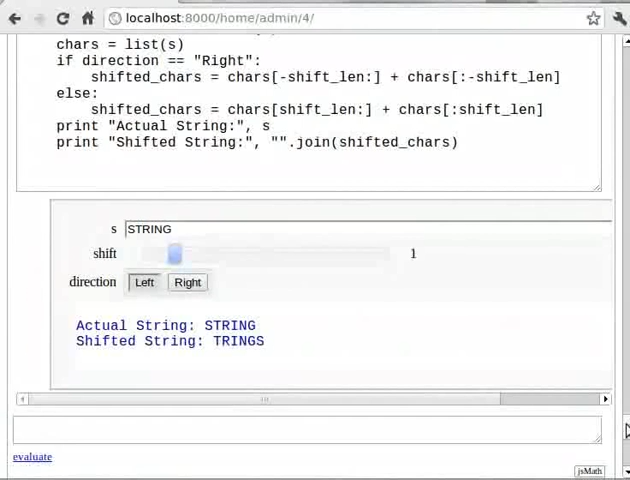 localhost:8000/home/admin/4/
chars = list(s)
if direction == "Right":
shifted_chars = chars[-shift_len:] + chars[:-shift_len]
else:
shifted_chars = chars[shift_len:] + chars[:shift_len]
print "Actual String:", s
print "Shifted String:", "".join(shifted_chars)
s STRING
shift 1
direction Left Right
Actual String: STRING
Shifted String: TRINGS
evaluate
jsMath